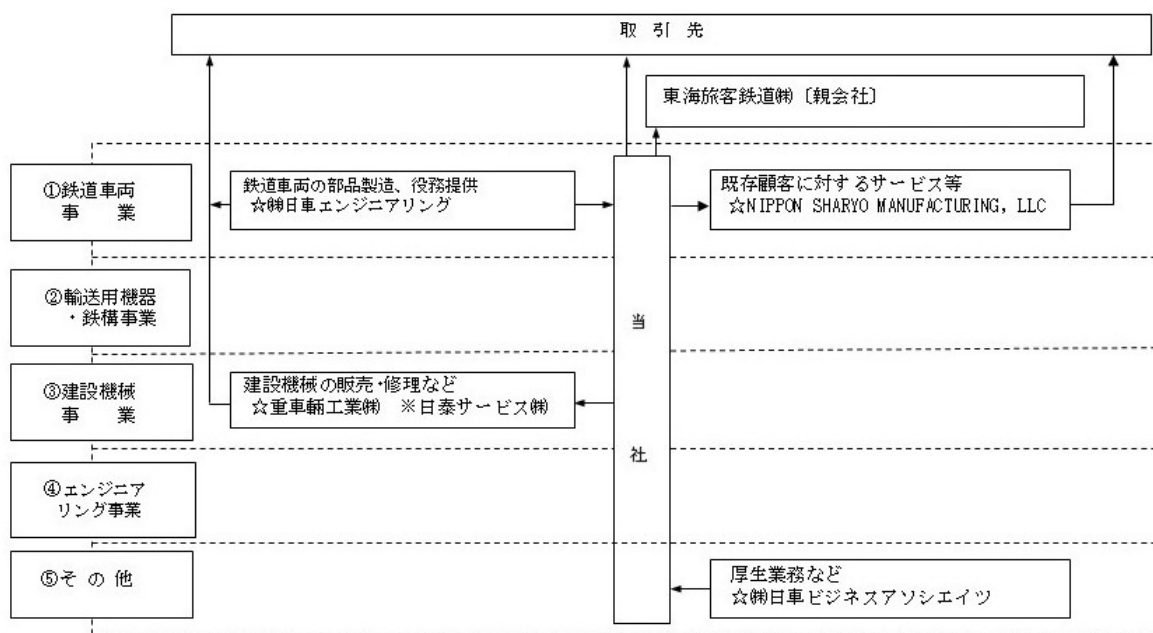 取引先
東海旅客鉄道㈱〔親会社〕
①鉄道車両
事　業
鉄道車両の部品製造、役務提供
☆㈱日車エンジニアリング
既存顧客に対するサービス等
☆NIPPON SHARYO MANUFACTURING, LLC
②輸送用機器
・鉄構事業
当
社
③建設機械
事　業
建設機械の販売・修理など
☆重車輛工業㈱　※日泰サービス㈱
④エンジニア
リング事業
⑤その他
厚生業務など
☆㈱日車ビジネスアソシエイツ